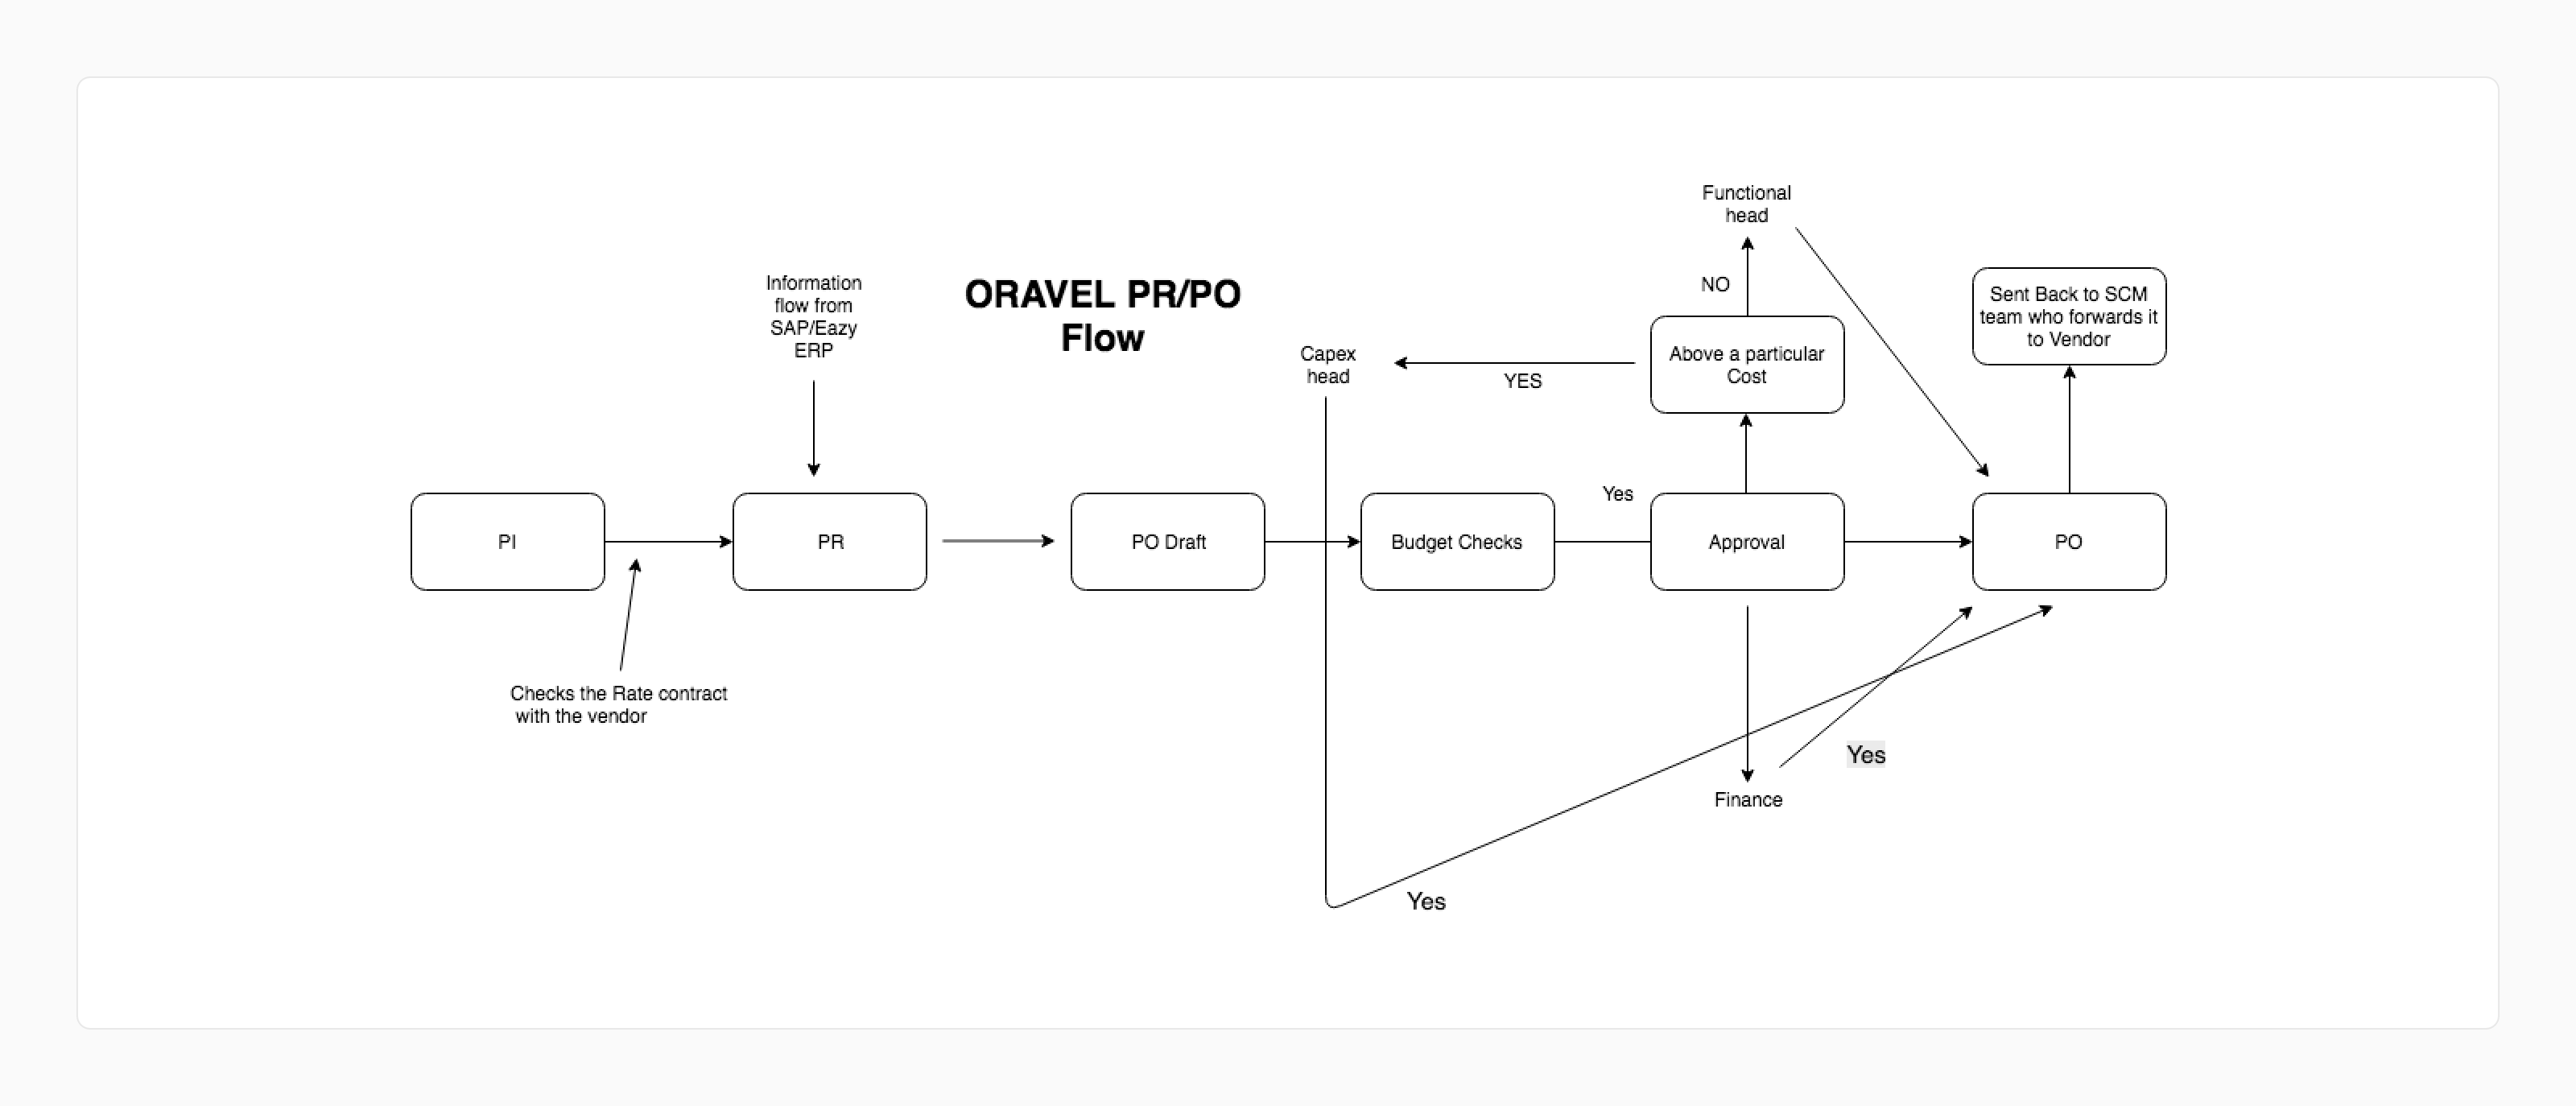 Functional
head
NO
Information
flow from
SAP/Eazy
ERP
ORAVEL PR/PO
Flow
Sent Back to SCM
team who forwards it
to Vendor
Capex
head
YES
Above a particular
Cost
Yes
PI
PR
PO Draft
Budget Checks
Approval
PO
Checks the Rate contract
with the vendor
Yes
Finance
Yes